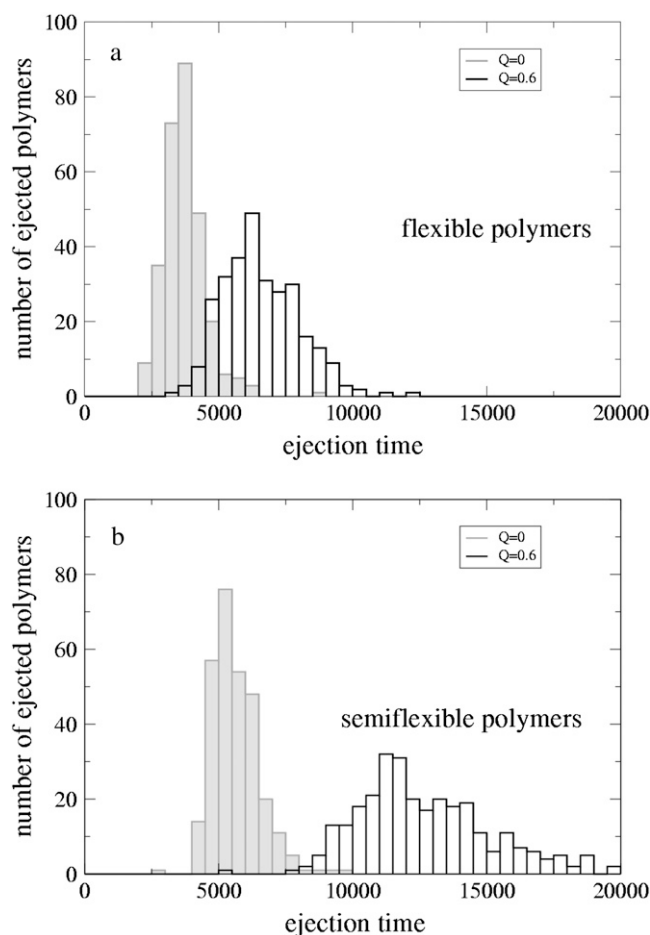 100
a
Q=0
Q=0.6
80
60
flexible polymers
40
20
0
number of ejected polymers
0 5000 10000 15000 20000
ejection time
100
b
Q=0
Q=0.6
80
60
semiflexible polymers
40
20
0
number of ejected polymers
0 5000 10000 15000 20000
ejection time